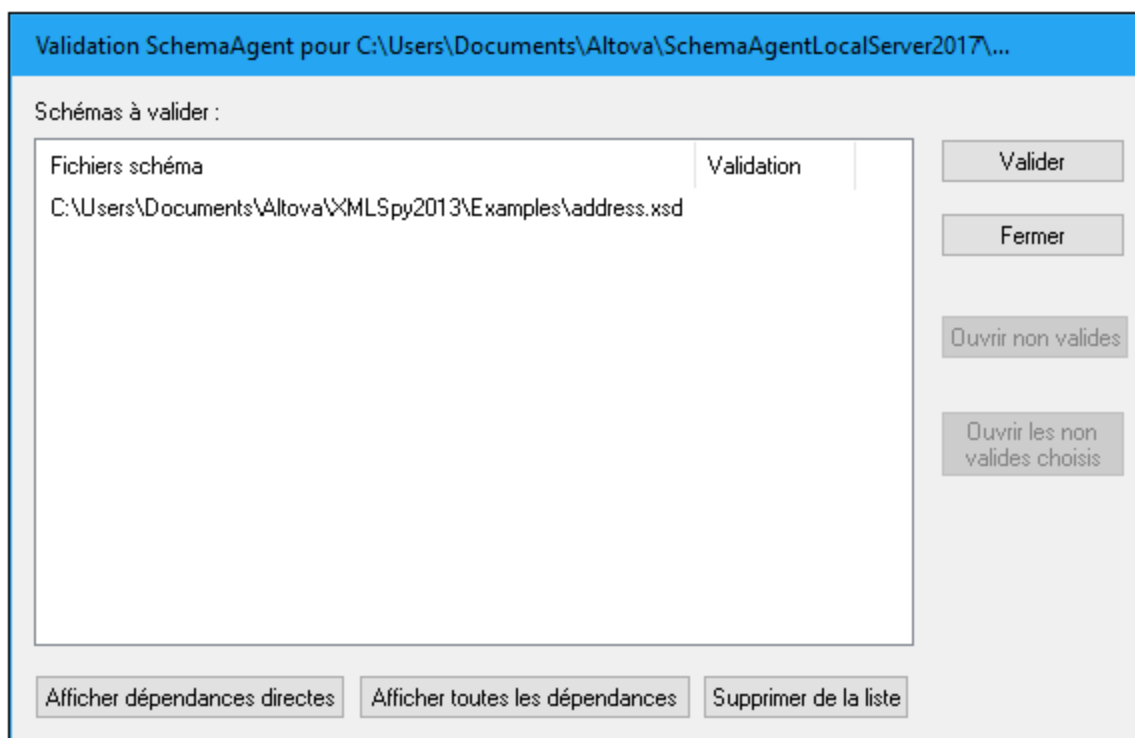 Validation SchemaAgent pour C:\Users\Documents\Altova\SchemaAgentLocalServer2017\...
Schémas à valider :
Fichiers schéma Validation
C:\Users\Documents\Altova\XMLSpy2013\Examples\address.xsd
Valider
Fermer
Ouvrir non valides
Ouvrir les non
valides choisis
Afficher dépendances directes Afficher toutes les dépendances Supprimer de la liste